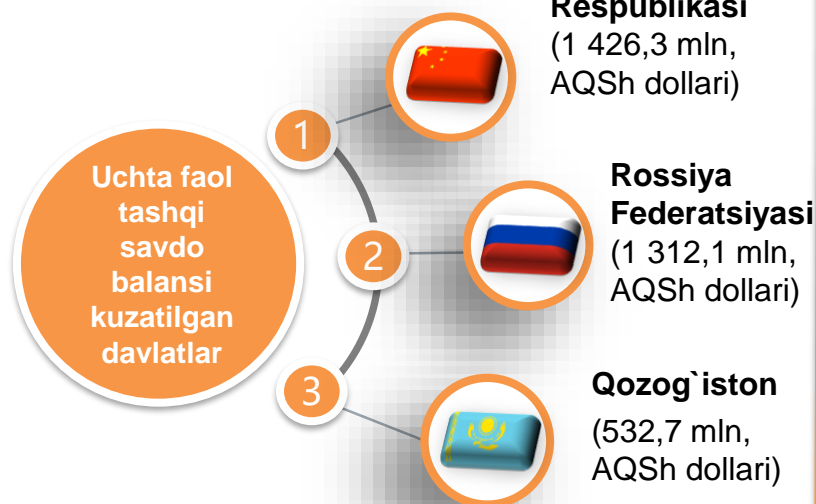 Uchta faol
tashqi
savdo
balansi
kuzatilgan
davlatlar
1
Respublikasi
(1 426,3 mln,
AQSh dollari)
2
Rossiya
Federatsiyasi
(1 312,1 mln,
AQSh dollari)
3
Qozog`iston
(532,7 mln,
AQSh dollari)